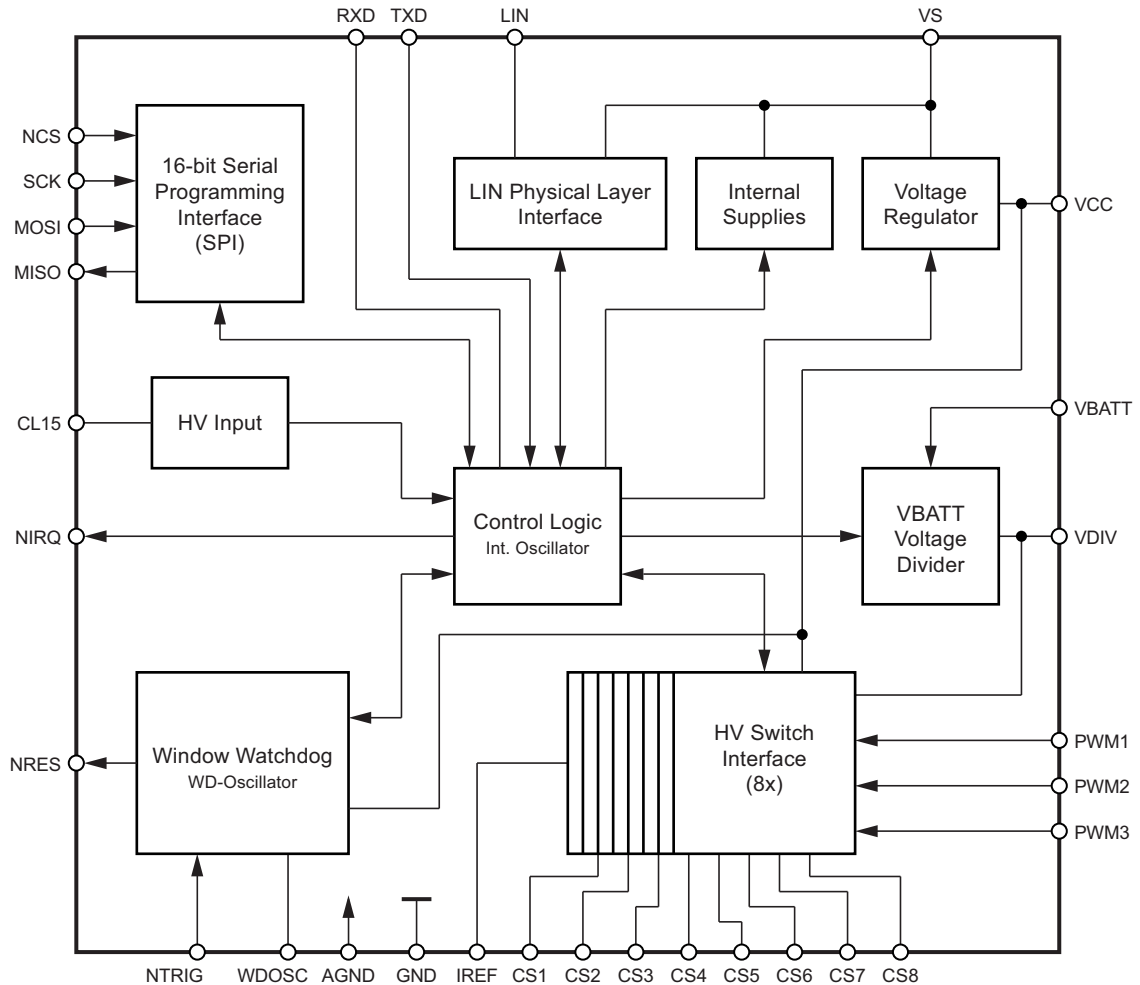 RXD TXD LIN VS
NCS
SCK
MOSI
MISO
16-bit Serial
Programming
Interface
(SPI)
LIN Physical Layer
Interface
Internal
Supplies
Voltage
Regulator
VCC
CL15
HV Input
VBATT
NIRQ
Control Logic
Int. Oscillator
VBATT
Voltage
Divider
VDIV
NRES
Window Watchdog
WD-Oscillator
HV Switch
Interface
(8x)
PWM1
PWM2
PWM3
NTRIG WDOSC AGND GND IREF CS1 CS2 CS3 CS4 CS5 CS6 CS7 CS8